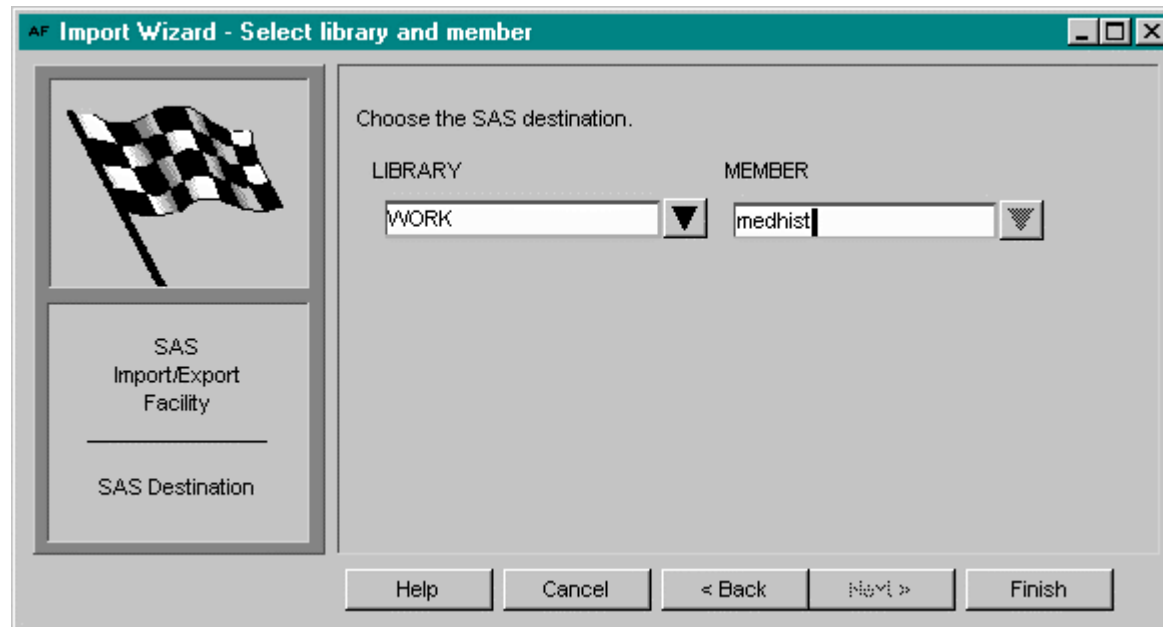 AF Import Wizard - Select library and member
Choose the SAS destination.
LIBRARY MEMBER
WORK medhist
SAS
Import/Export
Facility
SAS Destination
Help Cancel < Back Next » Finish